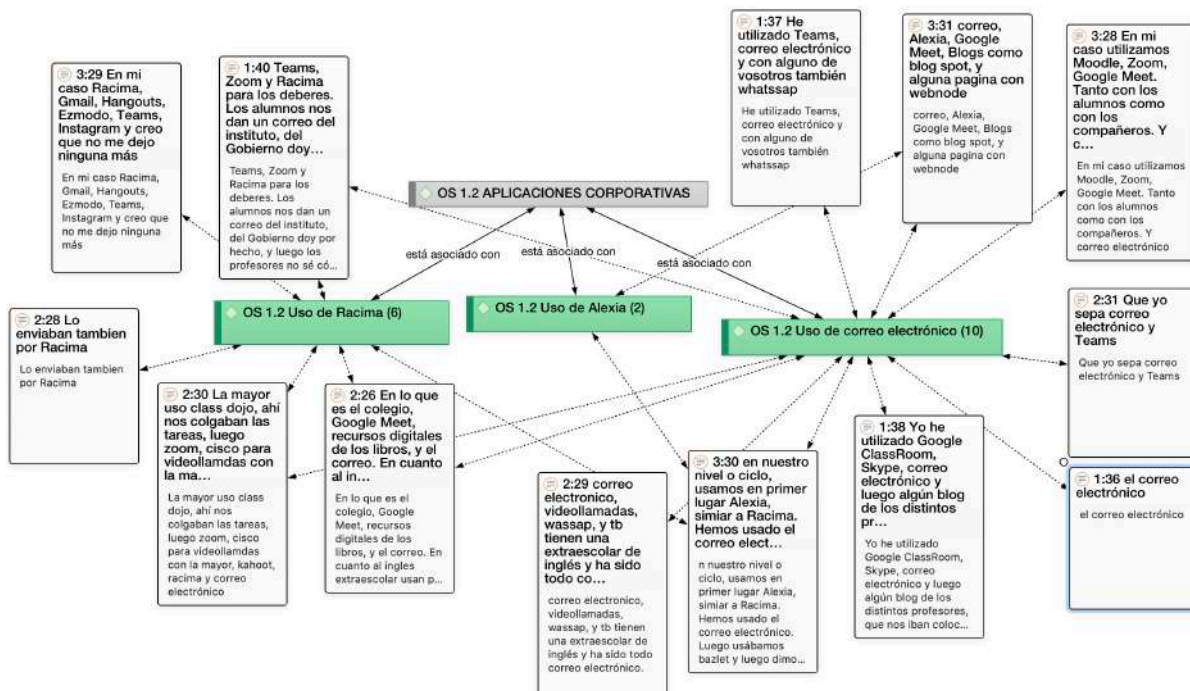 1:37 He
utilizado Teams,
correo electrónico
y con alguno de
vosotros también
whatssap
He utilizado Teams,
correo electrónico y
con alguno de
vosotros también
whatssap
3:31 correo,
Alexia, Google
Meet, Blogs como
blog spot, y
alguna pagina con
webnode
correo, Alexia,
Google Meet, Blogs
como blog spot, y
alguna pagina con
webnode
3:28 En mi
caso utilizamos
Moodle, Zoom,
Google Meet.
Tanto con los
alumnos como
con los
compañeros. Y
c...
En mi caso utilizamos
Moodle, Zoom,
Google Meet. Tanto
con los alumnos
como con los
compañeros. Y
correo electrónico
3:29 En mi
caso Racima,
Gmail, Hangouts,
Ezmodo, Teams,
Instagram y creo
que no me dejo
ninguna más
En mi caso Racima,
Gmail, Hangouts,
Ezmodo, Teams,
Instagram y creo que
no me dejo ninguna
más
1:40 Teams,
Zoom y Racima
para los deberes.
Los alumnos nos
dan un correo del
instituto, del
Gobierno doy...
Teams, Zoom y
Racima para los
deberes. Los
alumnos nos dan un
correo del instituto,
del Gobierno doy por
hecho, y luego los
profesores no sé có...
OS 1.2 APLICACIONES CORPORATIVAS
está asociado con
está asociado con
está asociado con
OS 1.2 Uso de Racima (6)
OS 1.2 Uso de Alexia (2)
OS 1.2 Uso de correo electrónico (10)
2:28 Lo
enviaban tambien
por Racima
Lo enviaban tambien
por Racima
2:30 La mayor
uso class dojo, ahí
nos colgaban las
tareas, luego
zoom, cisco para
videollamdas con
la ma...
La mayor uso class
dojo, ahí nos
colgaban las tareas,
luego zoom, cisco
para videollamdas
con la mayor, kahoot,
racima y correo
electrónico
2:26 En lo que
es el colegio,
Google Meet,
recursos digitales
de los libros, y el
correo. En cuanto
al in...
En lo que es el
colegio, Google Meet,
recursos digitales de
los libros, y el
correo. En
cuanto al ingles
extraescolar usan p...
2:29 correo
electronico,
videollamadas,
wassap, y tb
tienen una
extraescolar de
inglés y ha sido
todo co...
correo electronico,
videollamadas,
wassap, y tb tienen
una extraescolar de
inglés y ha sido todo
correo electrónico.
3:30 en nuestro
nivel o ciclo,
usamos en primer
lugar Alexia,
simiar a Racima.
Hemos usado el
correo elect...
n nuestro nivel o
ciclo, usamos en
primer lugar Alexia,
simiar a Racima.
Hemos usado el
correo electrónico.
Luego usábamos
bazlet y luego dimo...
1:38 Yo he
utilizado Google
ClassRoom,
Skype, correo
electrónico y
luego algún blog
de los distintos
pr...
Yo he utilizado
Google ClassRoom,
Skype, correo
electrónico y luego
algún blog de los
distintos profesores,
que nos iban coloc...
2:31 Que yo
sepa correo
electrónico y
Teams
Que yo sepa correo
electrónico y Teams
1:36 el correo
electrónico
el correo electrónico